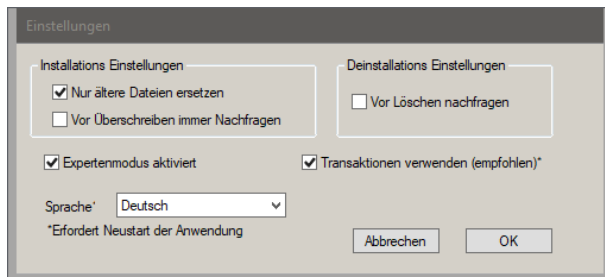 Einstellungen
Installations Einstellungen
Nur ältere Dateien ersetzen
Vor Überschreiben immer Nachfragen
Deinstallations Einstellungen
Vor Löschen nachfragen
Expertenmodus aktiviert
Transaktionen verwenden (empfohlen)*
Sprache* Deutsch
*Erfordert Neustart der Anwendung
Abbrechen OK